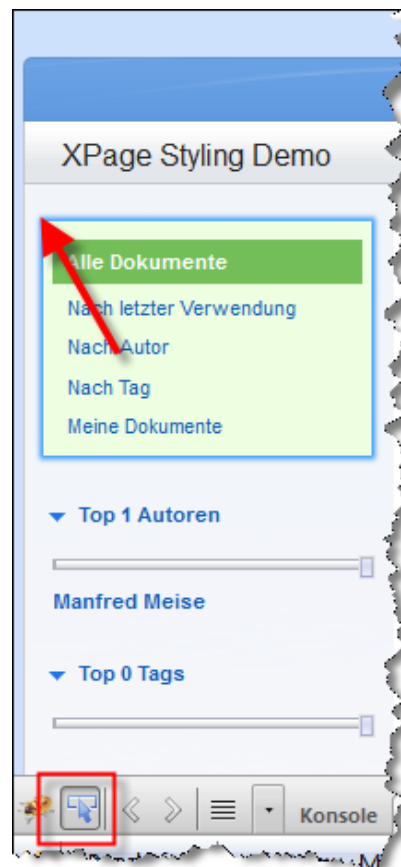 XPage Styling Demo
Alle Dokumente
Nach letzter Verwendung
Nach Autor
Nach Tag
Meine Dokumente
Top 1 Autoren
Manfred Meise
Top 0 Tags
Konsole